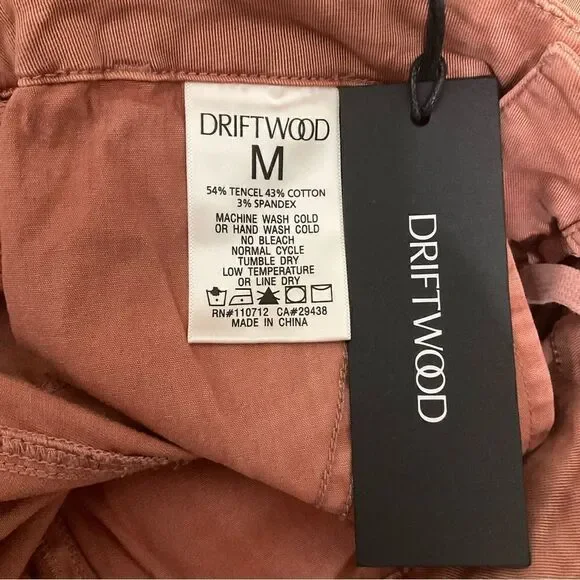 DRIFTWOOD
M
54% TENCEL 43% COTTON
3% SPANDEX
MACHINE WASH COLD
OR HAND WASH COLD
NO BLEACH
NORMAL CYCLE
TUMBLE DRY
LOW TEMPERATURE
OR LINE DRY
RN#110712 CA#29438
MADE IN CHINA
DRIFTWOOD